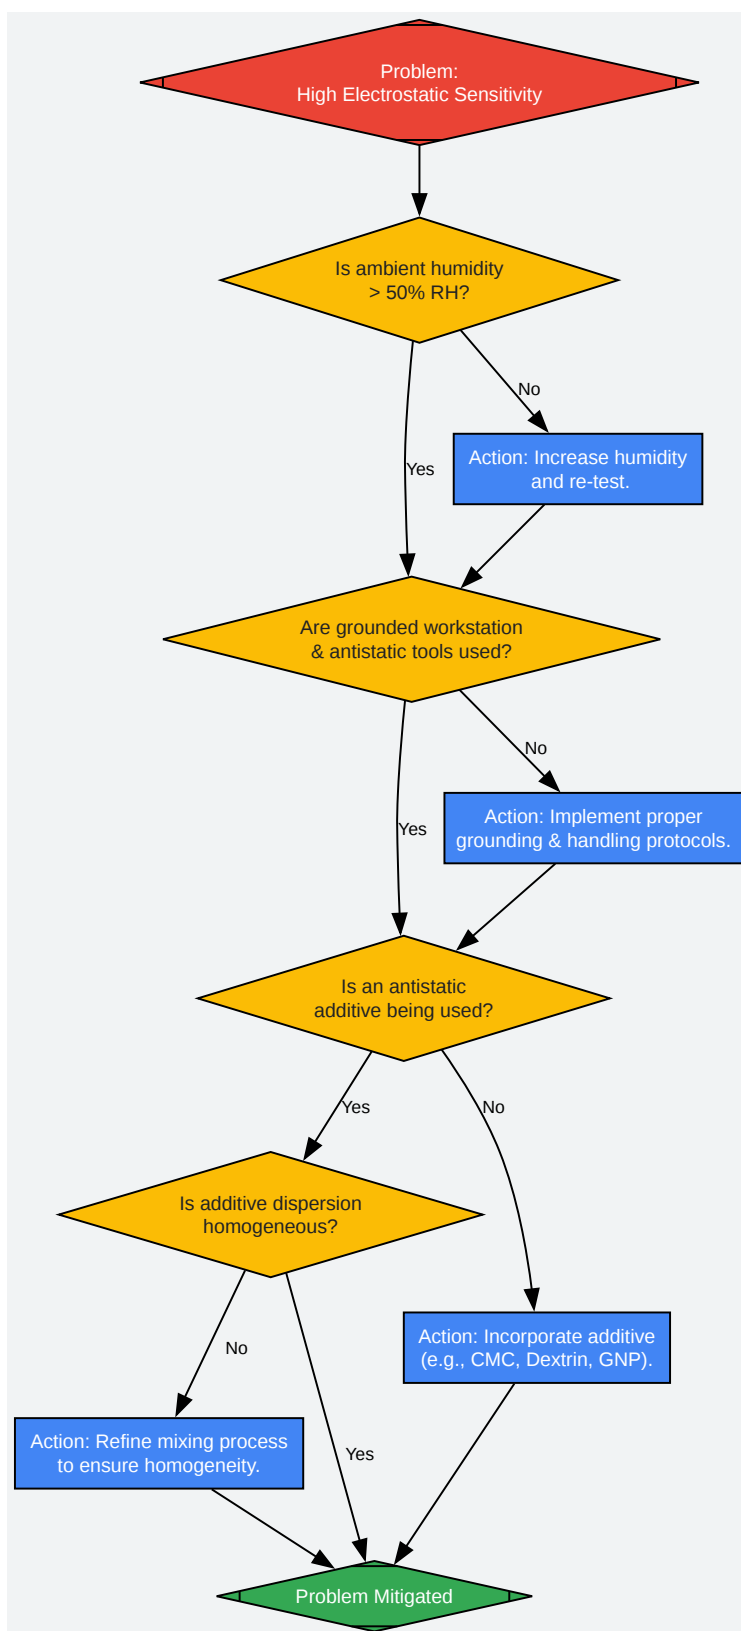 Problem:
High Electrostatic Sensitivity
Is ambient humidity
> 50% RH?
No
Action: Increase humidity
and re-test.
Yes
Are grounded workstation
& antistatic tools used?
No
Action: Implement proper
grounding & handling protocols.
Yes
Is an antistatic
additive being used?
Yes
No
Is additive dispersion
homogeneous?
Action: Incorporate additive
(e.g., CMC, Dextrin, GNP).
No
Action: Refine mixing process
to ensure homogeneity.
Yes
Problem Mitigated